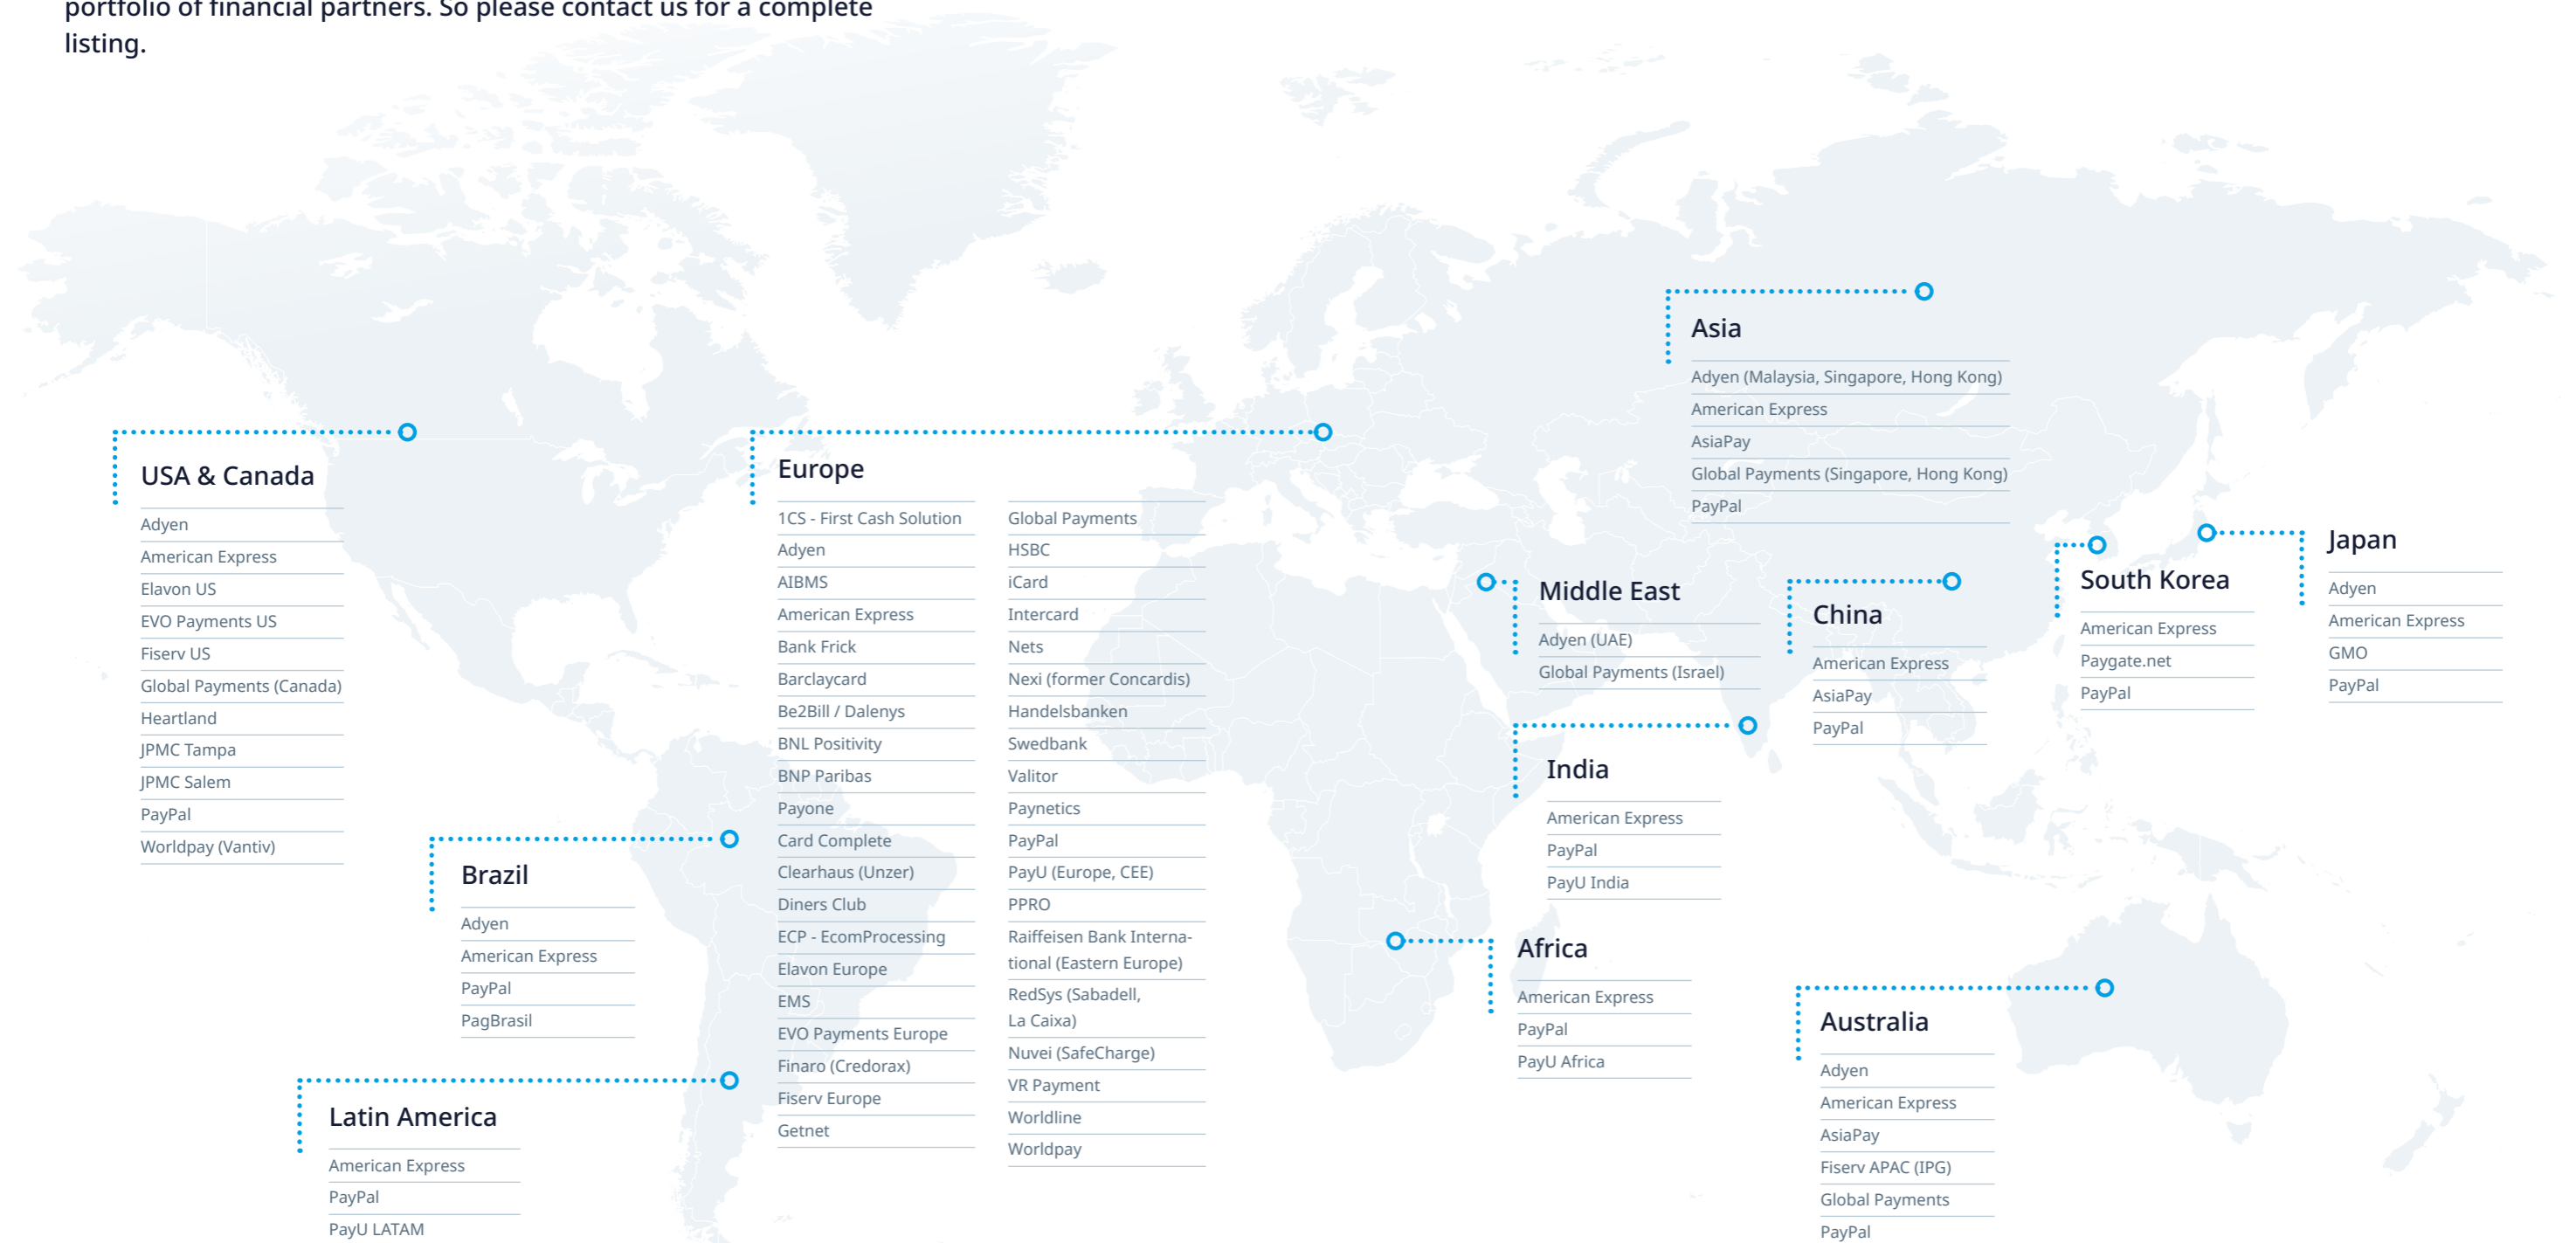 portfolio of financial partners. So please contact us for a complete
listing.
USA & Canada
Adyen
American Express
Elavon US
EVO Payments US
Fiserv US
Global Payments (Canada)
Heartland
JPMC Tampa
JPMC Salem
PayPal
Worldpay (Vantiv)
Brazil
Adyen
American Express
PayPal
PagBrasil
Latin America
American Express
PayPal
PayU LATAM
Europe
1CS - First Cash Solution
Adyen
AIBMS
American Express
Bank Frick
Barclaycard
Be2Bill / Dalenys
BNL Positivity
BNP Paribas
Payone
Card Complete
Clearhaus (Unzer)
Diners Club
ECP - EcomProcessing
Elavon Europe
EMS
EVO Payments Europe
Finaro (Credorax)
Fiserv Europe
Getnet
Global Payments
HSBC
iCard
Intercard
Nets
Nexi (former Concardis)
Handelsbanken
Swedbank
Valitor
Paynetics
PayPal
PayU (Europe, CEE)
PPRO
Raiffeisen Bank Interna-
tional (Eastern Europe)
RedSys (Sabadell,
La Caixa)
Nuvei (SafeCharge)
VR Payment
Worldline
Worldpay
Asia
Adyen (Malaysia, Singapore, Hong Kong)
American Express
AsiaPay
Global Payments (Singapore, Hong Kong)
PayPal
Middle East
Adyen (UAE)
Global Payments (Israel)
India
American Express
PayPal
PayU India
Africa
American Express
PayPal
PayU Africa
China
American Express
AsiaPay
PayPal
South Korea
American Express
Paygate.net
PayPal
Japan
Adyen
American Express
GMO
PayPal
Australia
Adyen
American Express
AsiaPay
Fiserv APAC (IPG)
Global Payments
PayPal